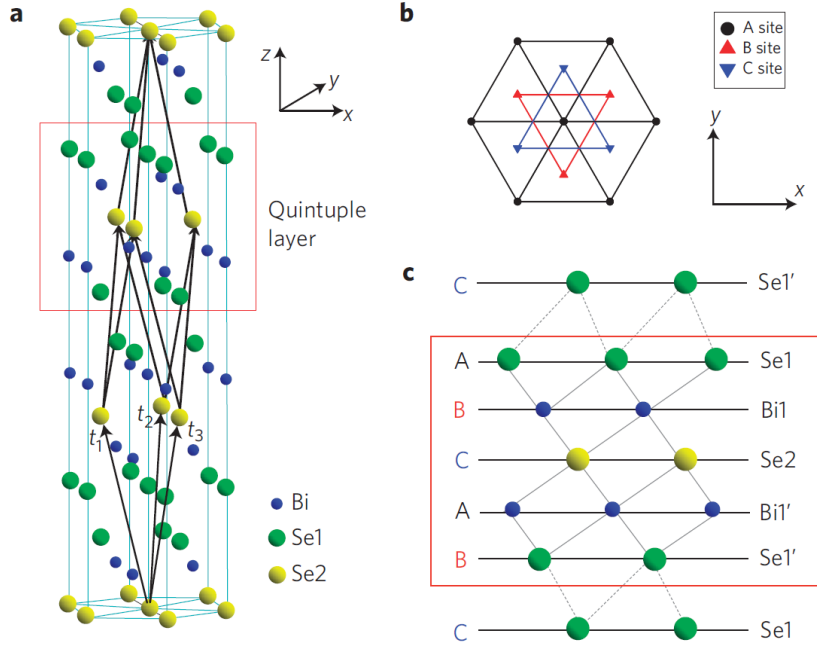 a
z
y
x
Quintuple
layer
t1
t2
t3
Bi
Se1
Se2
b
A site
B site
C site
y
x
c
C Se1′
A Se1
B Bi1
C Se2
A Bi1′
B Se1′
C Se1